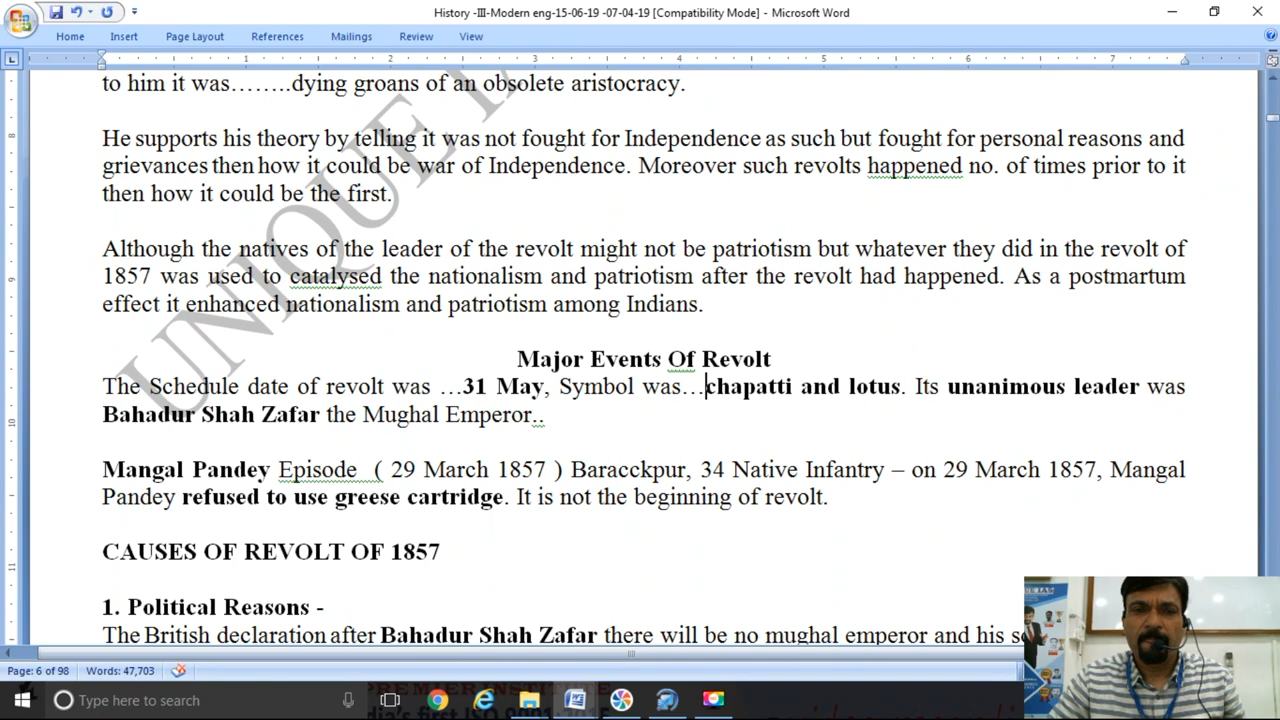 History -III-Modern eng-15-06-19 -07-04-19 [Compatibility Mode] - Microsoft Word
Home Insert Page Layout References Mailings Review View
1 2 3 4 5 6 7
to him it was……..dying groans of an obsolete aristocracy.
He supports his theory by telling it was not fought for Independence as such but fought for personal reasons and
grievances then how it could be war of Independence. Moreover such revolts happened no. of times prior to it
then how it could be the first.
Although the natives of the leader of the revolt might not be patriotism but whatever they did in the revolt of
1857 was used to catalysed the nationalism and patriotism after the revolt had happened. As a postmartum
effect it enhanced nationalism and patriotism among Indians.
UNIQUE
Major Events Of Revolt
The Schedule date of revolt was …31 May, Symbol was…chapatti and lotus. Its unanimous leader was
Bahadur Shah Zafar the Mughal Emperor..
Mangal Pandey Episode ( 29 March 1857 ) Baracckpur, 34 Native Infantry – on 29 March 1857, Mangal
Pandey refused to use greese cartridge. It is not the beginning of revolt.
CAUSES OF REVOLT OF 1857
1. Political Reasons -
The British declaration after Bahadur Shah Zafar there will be no mughal emperor and his
Page: 6 of 98 Words: 47,703
Type here to search